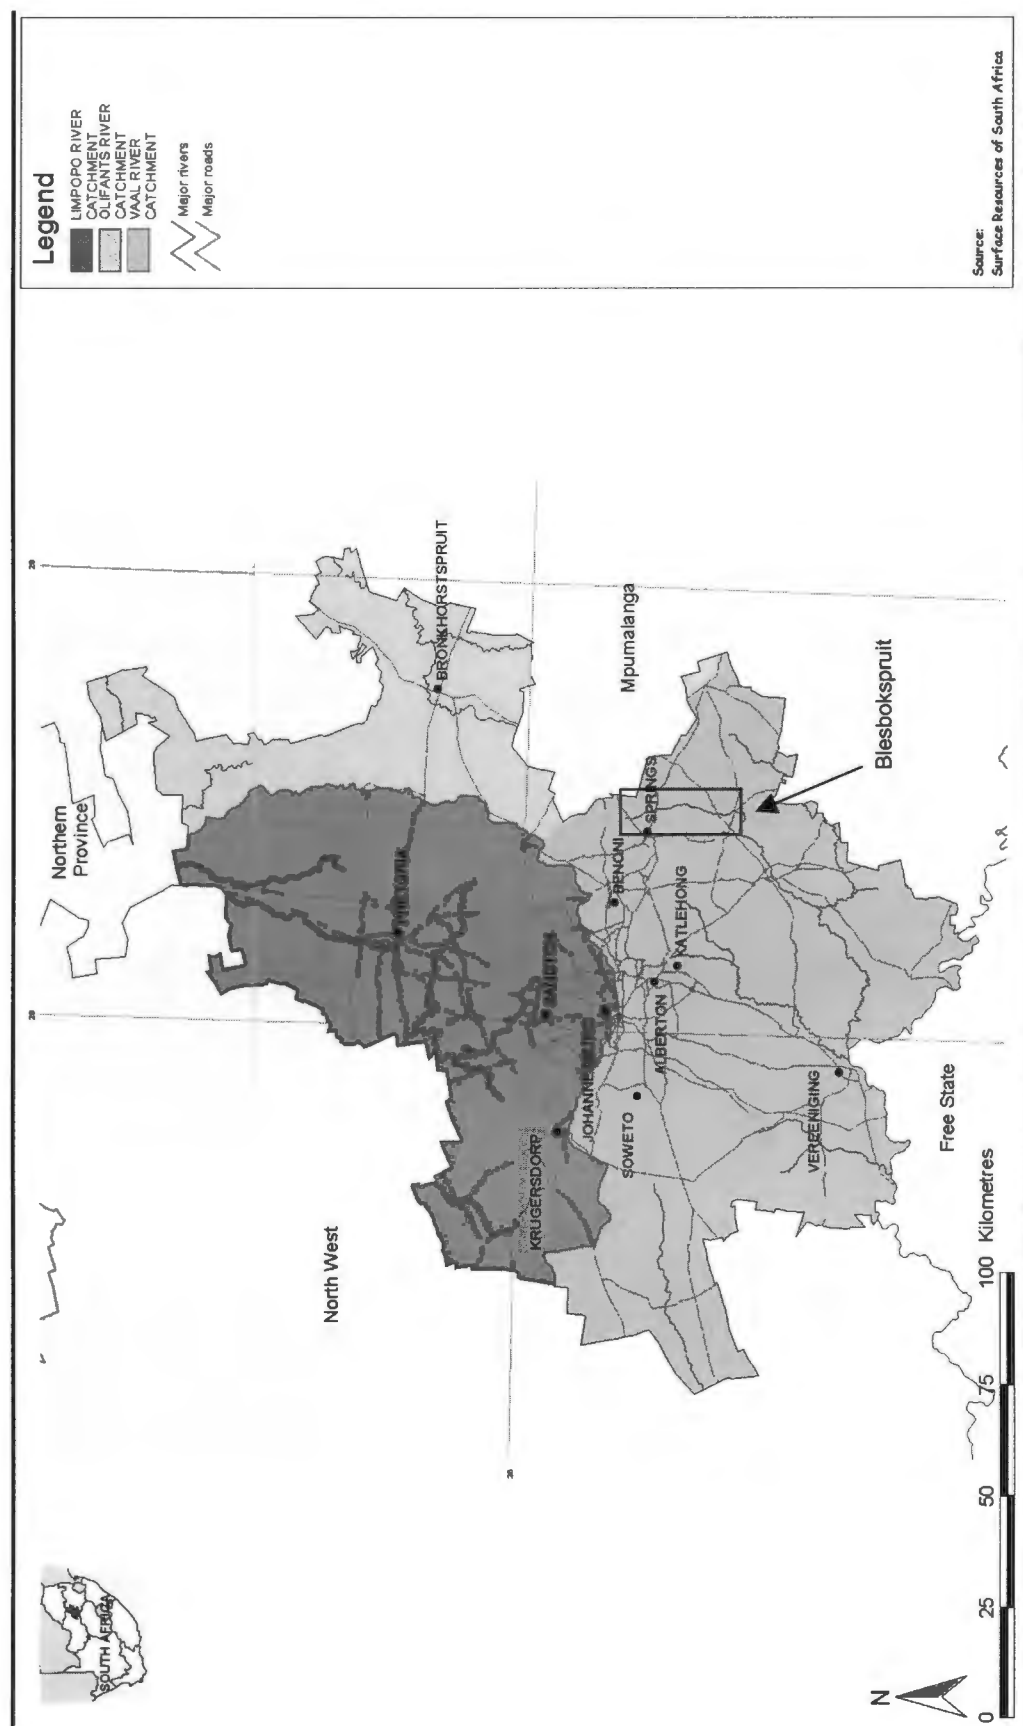 Legend
LIMPOPO RIVER
CATCHMENT
OLIFANTS RIVER
CATCHMENT
VAAL RIVER
CATCHMENT
Major rivers
Major roads
Source:
Surface Resources of South Africa
SOUTH AFRICA
Northern
Province
North West
Mpumalanga
Free State
BRONKHORSTSPRUIT
SPRINGS
BENONI
KATLEHONG
ALBERTON
SOWETO
KRUGERSDORP
VEREENIGING
Blesbokspruit
N
0
25
50
75
100
Kilometres